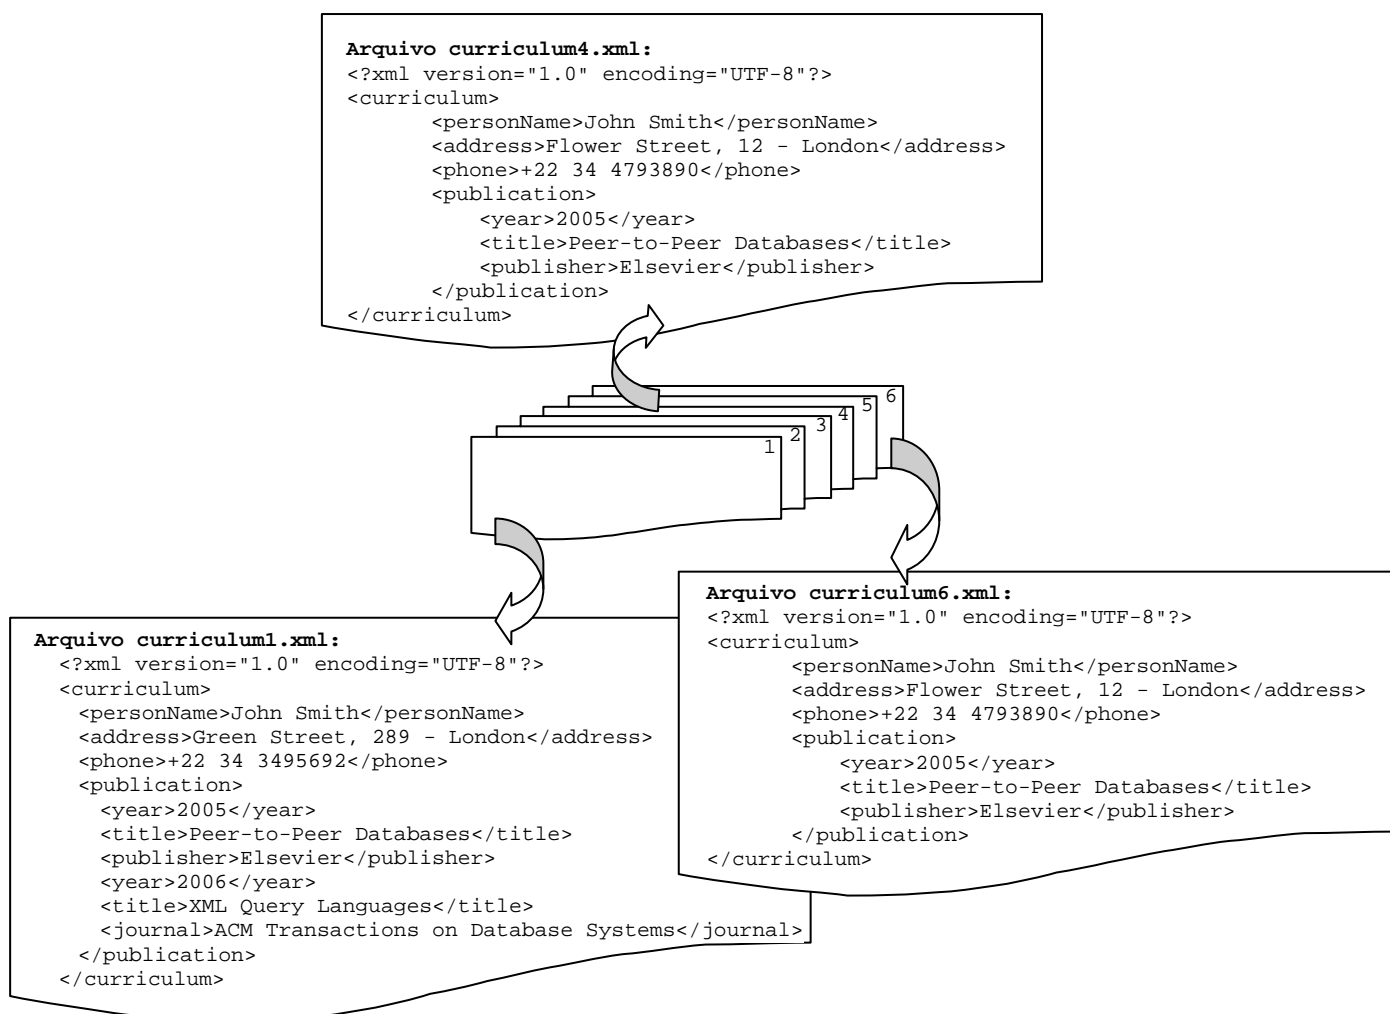 Arquivo curriculum4.xml:
<?xml version="1.0" encoding="UTF-8"?>
<curriculum>
<personName>John Smith</personName>
<address>Flower Street, 12 - London</address>
<phone>+22 34 4793890</phone>
<publication>
<year>2005</year>
<title>Peer-to-Peer Databases</title>
<publisher>Elsevier</publisher>
</publication>
</curriculum>
6
5
4
3
2
1
Arquivo curriculum1.xml:
<?xml version="1.0" encoding="UTF-8"?>
<curriculum>
<personName>John Smith</personName>
<address>Green Street, 289 - London</address>
<phone>+22 34 3495692</phone>
<publication>
<year>2005</year>
<title>Peer-to-Peer Databases</title>
<publisher>Elsevier</publisher>
<year>2006</year>
<title>XML Query Languages</title>
<journal>ACM Transactions on Database Systems</journal>
</publication>
</curriculum>
Arquivo curriculum6.xml:
<?xml version="1.0" encoding="UTF-8"?>
<curriculum>
<personName>John Smith</personName>
<address>Flower Street, 12 - London</address>
<phone>+22 34 4793890</phone>
<publication>
<year>2005</year>
<title>Peer-to-Peer Databases</title>
<publisher>Elsevier</publisher>
</publication>
</curriculum>